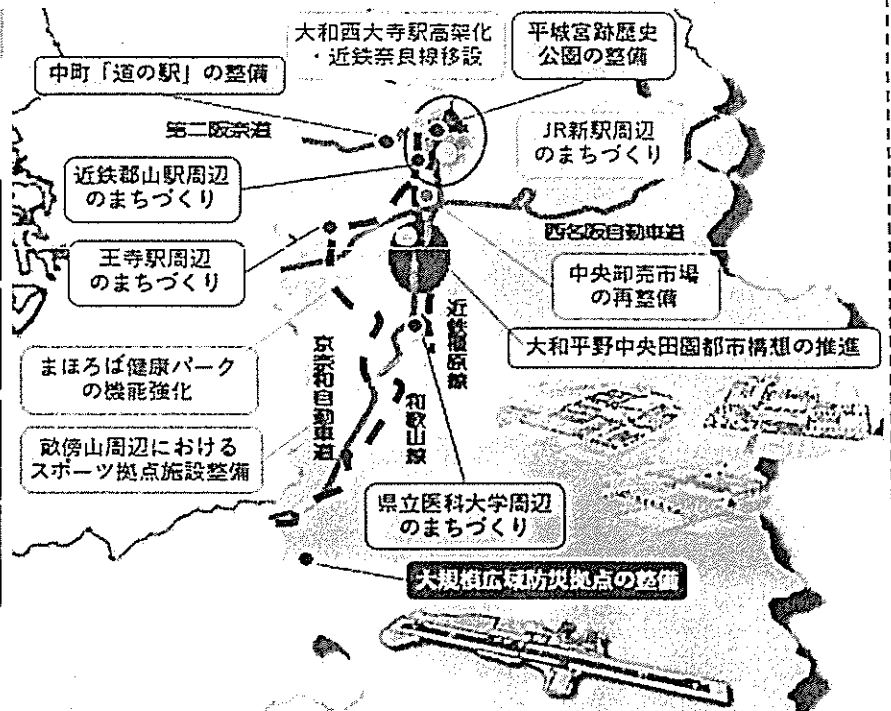 大和西大寺駅高架化
・近鉄奈良線移設
平城宮跡歴史
公園の整備
中町「道の駅」の整備
第二阪奈道
JR新駅周辺
のまちづくり
近鉄郡山駅周辺
のまちづくり
西名阪自動車道
王寺駅周辺
のまちづくり
中央卸売市場
の再整備
近鉄橿原線
大和平野中央田園都市構想の推進
まほろば健康パーク
の機能強化
京奈和自動車道
和歌山線
畝傍山周辺における
スポーツ拠点施設整備
県立医科大学周辺
のまちづくり
大規模広域防災拠点の整備